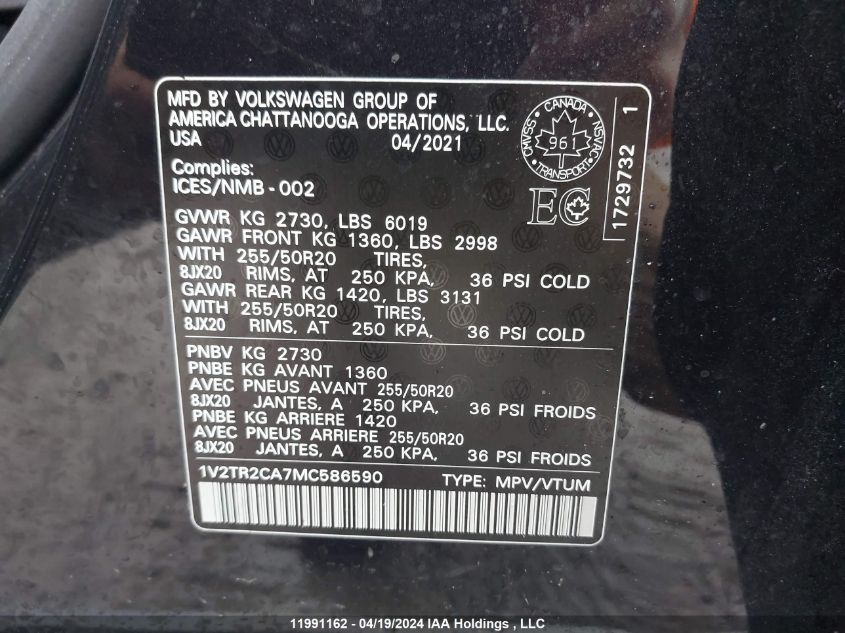 MFD BY VOLKSWAGEN GROUP OF
AMERICA CHATTANOOGA OPERATIONS, LLC.
USA 04/2021
CANADA
CMVSS NSVAC
961
TRANSPORT
1729732 1
Complies:
ICES/NMB-002
EC
GVWR KG 2730, LBS 6019
GAWR FRONT KG 1360, LBS 2998
WITH 255/50R20 TIRES,
8JX20 RIMS, AT 250 KPA, 36 PSI COLD
GAWR REAR KG 1420, LBS 3131
WITH 255/50R20 TIRES,
8JX20 RIMS, AT 250 KPA, 36 PSI COLD
PNBV KG 2730
PNBE KG AVANT 1360
AVEC PNEUS AVANT 255/50R20
8JX20 JANTES, A 250 KPA, 36 PSI FROIDS
PNBE KG ARRIERE 1420
AVEC PNEUS ARRIERE 255/50R20
8JX20 JANTES, A 250 KPA, 36 PSI FROIDS
1V2TR2CA7MC586590 TYPE: MPV/VTUM
11991162 - 04/19/2024 IAA Holdings , LLC